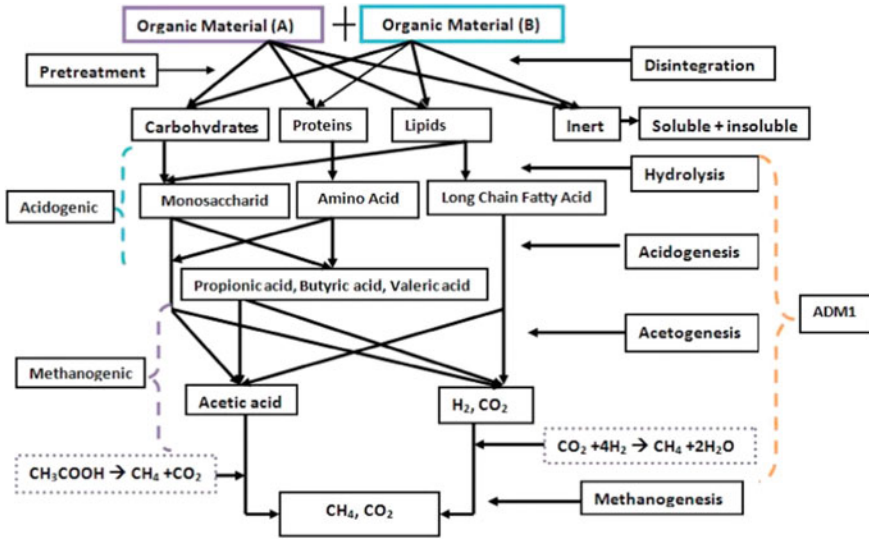 Organic Material (A)
+
Organic Material (B)
Pretreatment
Disintegration
Carbohydrates
Proteins
Lipids
Inert
Soluble + insoluble
Hydrolysis
Acidogenic
Monosaccharid
Amino Acid
Long Chain Fatty Acid
Acidogenesis
Propionic acid, Butyric acid, Valeric acid
ADM1
Acetogenesis
Methanogenic
Acetic acid
H₂, CO₂
CO₂ +4H₂ → CH₄ +2H₂O
CH₃COOH → CH₄ +CO₂
Methanogenesis
CH₄, CO₂